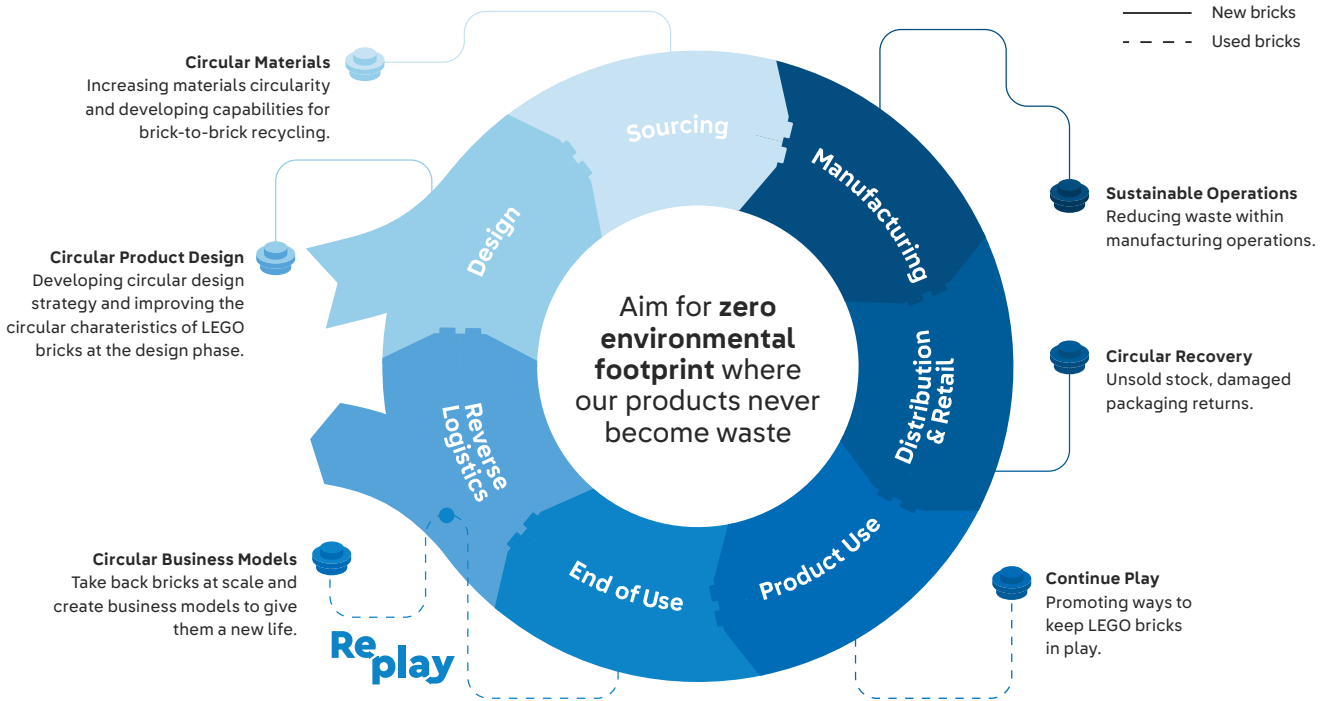 New bricks
Used bricks
Circular Materials
Increasing materials circularity
and developing capabilities for
brick-to-brick recycling.
Circular Product Design
Developing circular design
strategy and improving the
circular charateristics of LEGO
bricks at the design phase.
Circular Business Models
Take back bricks at scale and
create business models to give
them a new life.
Re
play
Sourcing
Manufacturing
Distribution
& Retail
Product Use
End of Use
Reverse
Logistics
Design
Aim for zero
environmental
footprint where
our products never
become waste
Sustainable Operations
Reducing waste within
manufacturing operations.
Circular Recovery
Unsold stock, damaged
packaging returns.
Continue Play
Promoting ways to
keep LEGO bricks
in play.